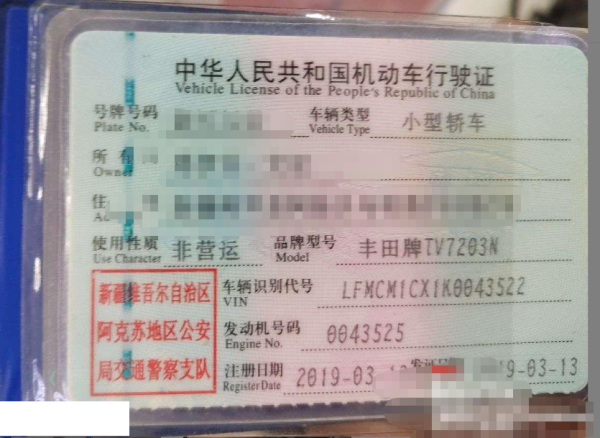 中华人民共和国机动车行驶证
Vehicle License of the People's Republic of China
号牌号码 车辆类型 小型轿车
Plate No. Vehicle Type
所
Owner
住
使用性质 非营运 品牌型号 丰田牌TV7203N
Use Character Model
新疆维吾尔自治区
阿克苏地区公安
局交通警察支队
车辆识别代号 LFMCM1CX1K0043522
VIN
发动机号码 0043525
Engine No.
注册日期 2019-03 发证日期 2019-03-13
Register Date